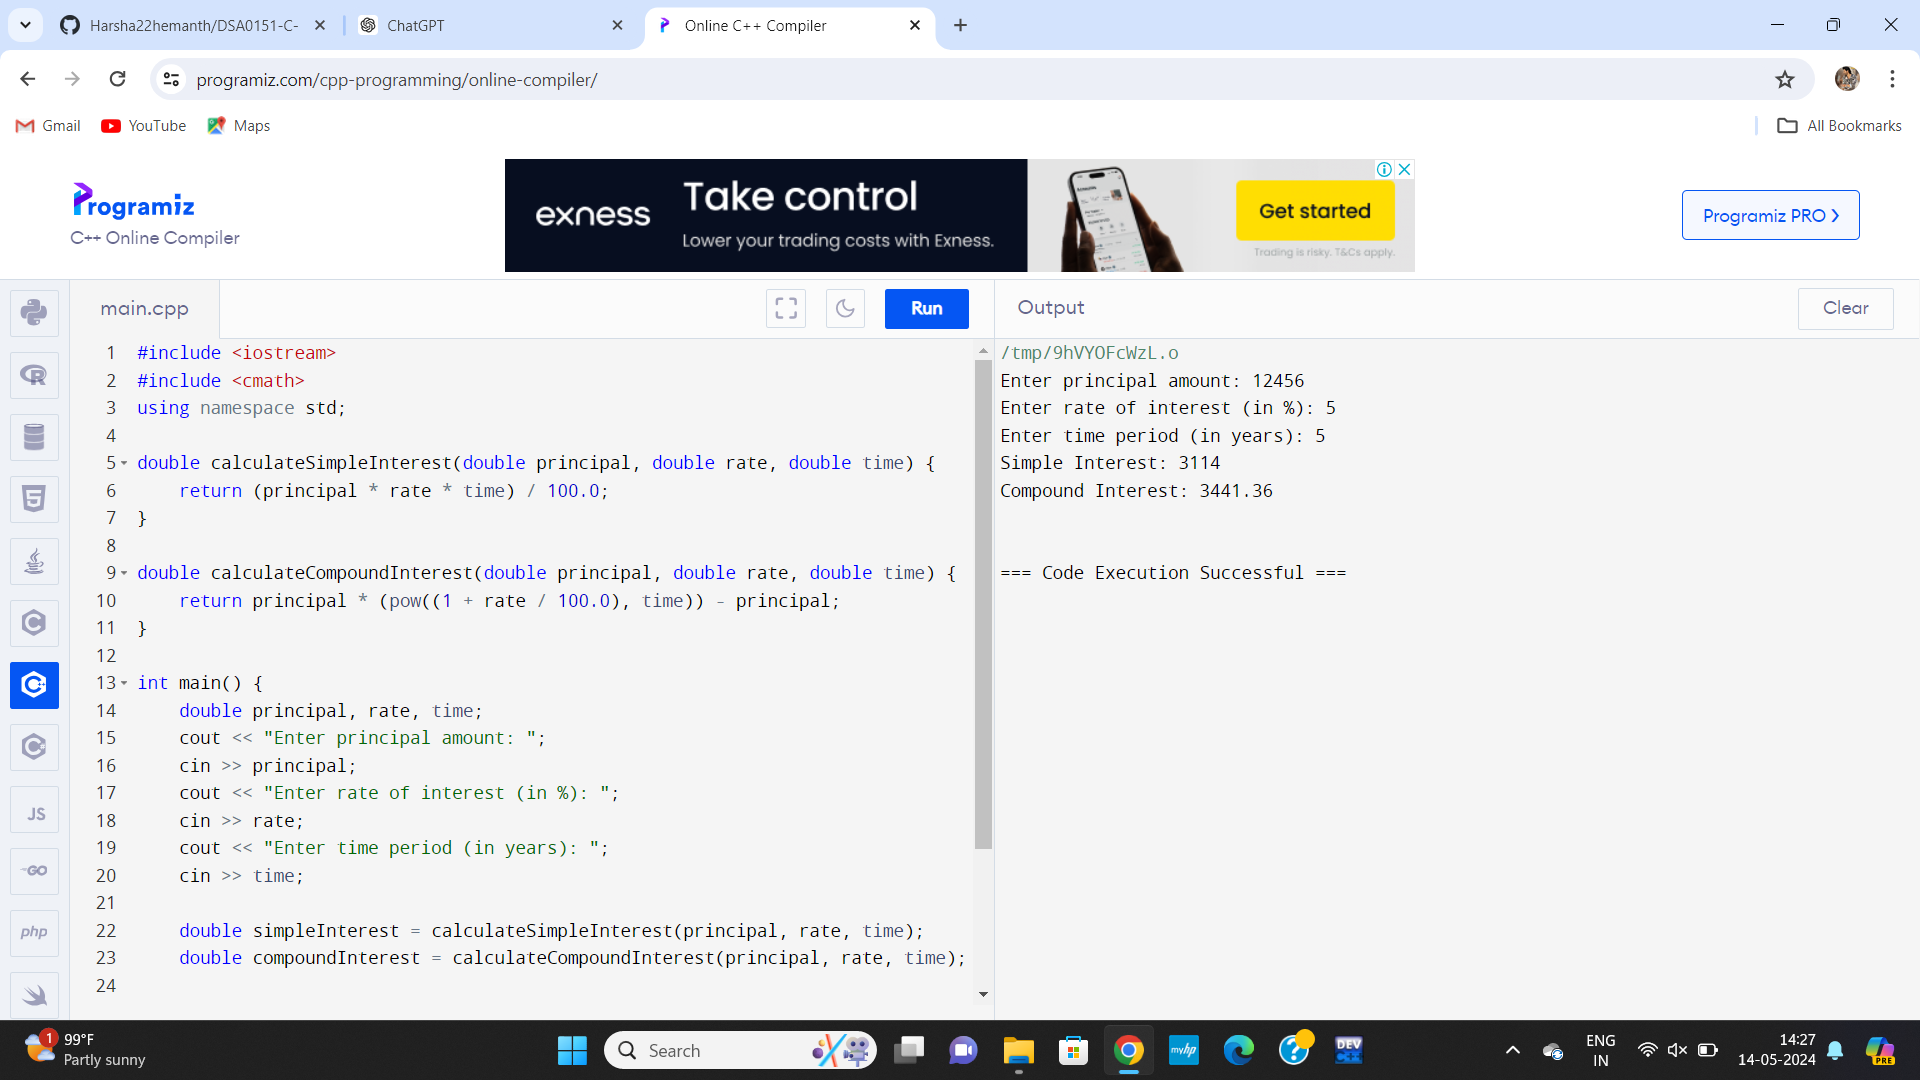 Harsha22hemanth/DSA0151-C-
ChatGPT
Online C++ Compiler
programiz.com/cpp-programming/online-compiler/
Gmail
YouTube
Maps
All Bookmarks
Programiz
C++ Online Compiler
exness
Take control
Lower your trading costs with Exness.
Get started
Trading is risky. T&Cs apply.
Programiz PRO ❯
main.cpp
Run
Output
Clear
1 #include <iostream>
2 #include <cmath>
3 using namespace std;
4
5 double calculateSimpleInterest(double principal, double rate, double time) {
6     return (principal * rate * time) / 100.0;
7 }
8
9 double calculateCompoundInterest(double principal, double rate, double time) {
10     return principal * (pow((1 + rate / 100.0), time)) - principal;
11 }
12
13 int main() {
14     double principal, rate, time;
15     cout << "Enter principal amount: ";
16     cin >> principal;
17     cout << "Enter rate of interest (in %): ";
18     cin >> rate;
19     cout << "Enter time period (in years): ";
20     cin >> time;
21
22     double simpleInterest = calculateSimpleInterest(principal, rate, time);
23     double compoundInterest = calculateCompoundInterest(principal, rate, time);
24
/tmp/9hVYOFcWzL.o
Enter principal amount: 12456
Enter rate of interest (in %): 5
Enter time period (in years): 5
Simple Interest: 3114
Compound Interest: 3441.36
=== Code Execution Successful ===
JS
GO
php
1
99°F
Partly sunny
Search
myhp
DEV
C++
ENG
IN
14:27
14-05-2024
PRE